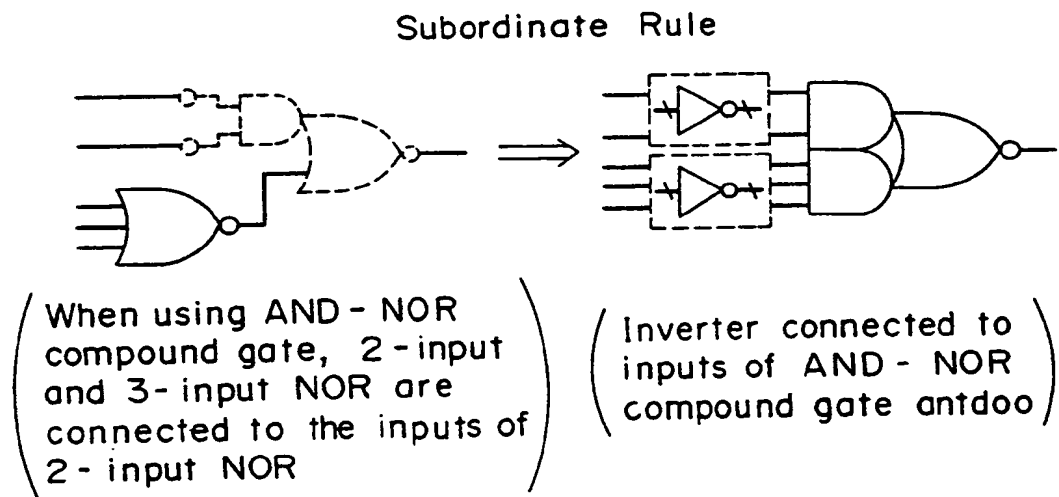 Subordinate Rule
When using AND - NOR
compound gate, 2 - input
and 3 - input NOR are
connected to the inputs of
2 - input NOR
Inverter connected to
inputs of AND - NOR
compound gate antdoo